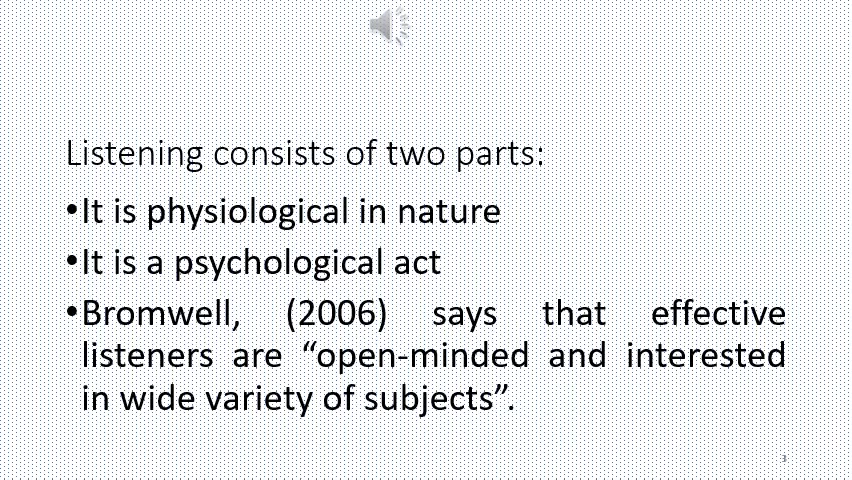 Listening consists of two parts:
•It is physiological in nature
•It is a psychological act
•Bromwell, (2006) says that effective
listeners are “open-minded and interested
in wide variety of subjects”.
3